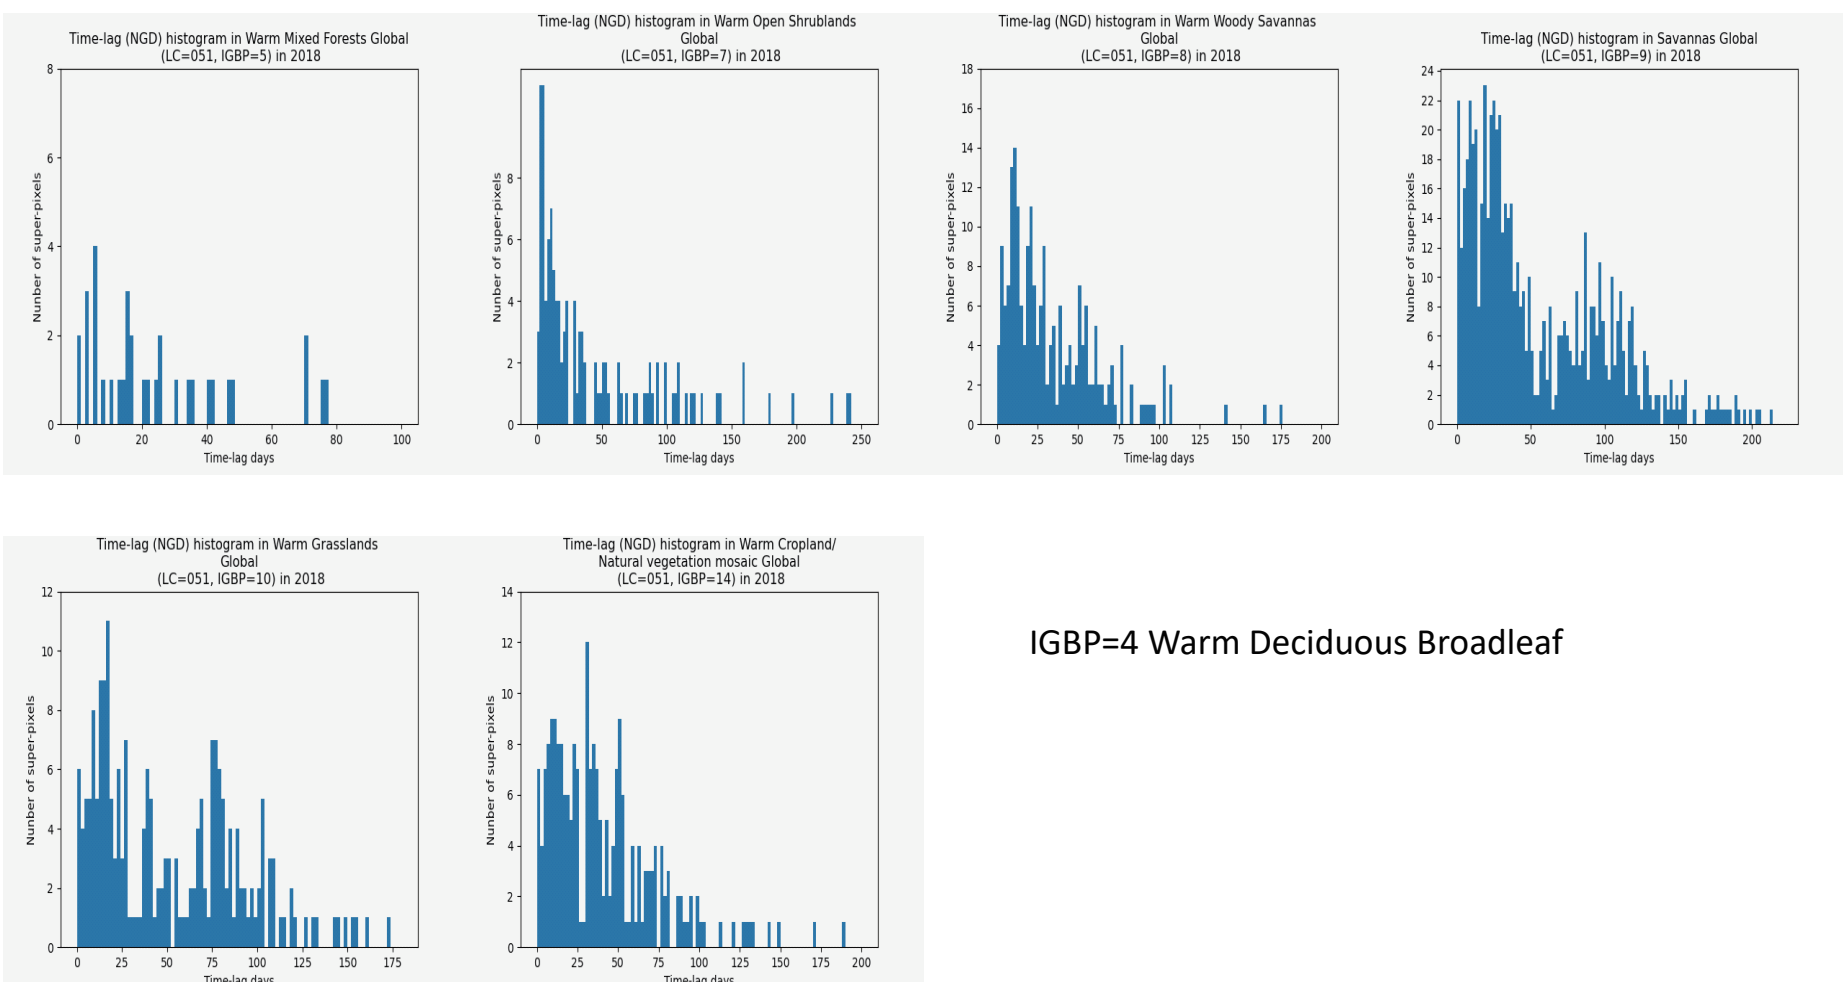 Time-lag (NGD) histogram in Warm Mixed Forests Global
(LC=051, IGBP=5) in 2018
8
6
4
2
0
Nunber of super-pixels
0 20 40 60 80 100
Time-lag days
Time-lag (NGD) histogram in Warm Open Shrublands
Global
(LC=051, IGBP=7) in 2018
8
6
4
2
0
Nunber of super-pixels
0 50 100 150 200 250
Time-lag days
Time-lag (NGD) histogram in Warm Woody Savannas
Global
(LC=051, IGBP=8) in 2018
18
16
14
12
10
8
6
4
2
0
Nunber of super-pixels
0 25 50 75 100 125 150 175 200
Time-lag days
Time-lag (NGD) histogram in Savannas Global
(LC=051, IGBP=9) in 2018
24
22
20
18
16
14
12
10
8
6
4
2
0
Nunber of super-pixels
0 50 100 150 200
Time-lag days
Time-lag (NGD) histogram in Warm Grasslands
Global
(LC=051, IGBP=10) in 2018
12
10
8
6
4
2
0
Nunber of super-pixels
0 25 50 75 100 125 150 175
Time-lag days
Time-lag (NGD) histogram in Warm Cropland/
Natural vegetation mosaic Global
(LC=051, IGBP=14) in 2018
14
12
10
8
6
4
2
0
Nunber of super-pixels
0 25 50 75 100 125 150 175 200
Time-lag days
IGBP=4 Warm Deciduous Broadleaf